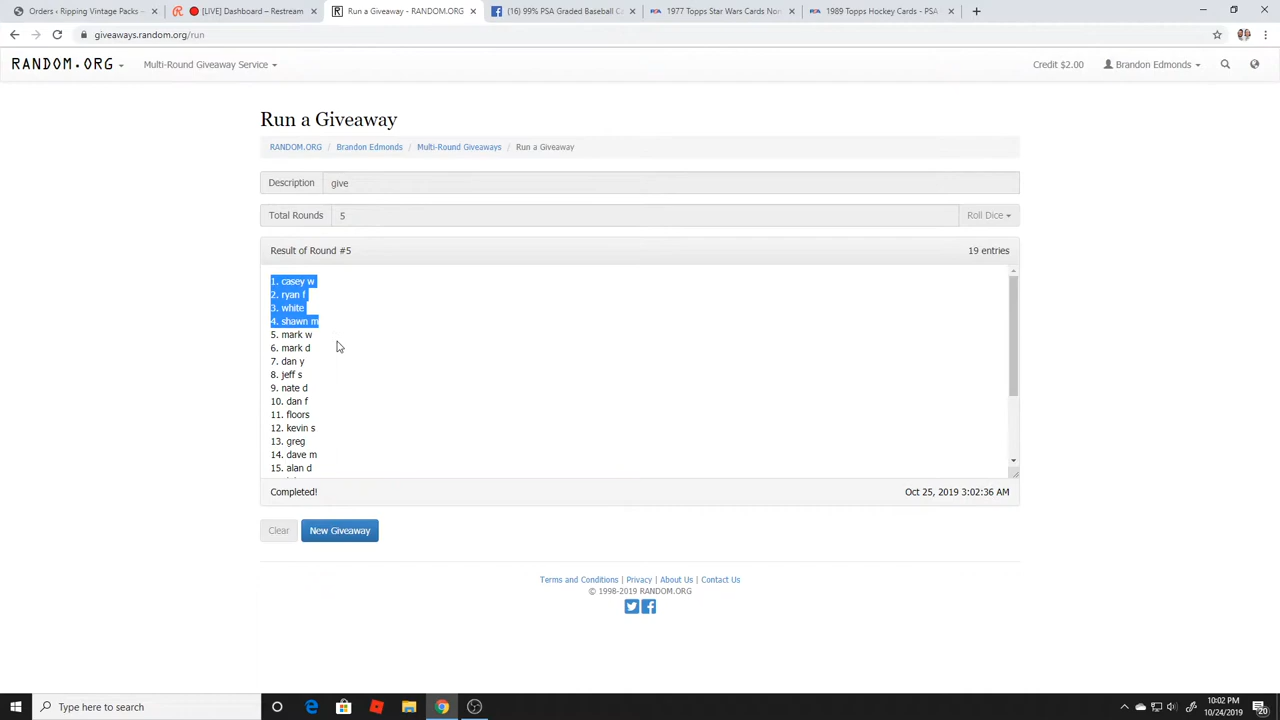 Orders ‹ Ripping Vintage Packs —
[LIVE] Dashboard – Restream.
Run a Giveaway - RANDOM.ORG
(16) 99% PSA Graded Baseball Ca
1977 Topps Star Wars Cards Non
1989 Topps Hockey Cards - PSA
giveaways.random.org/run
RANDOM.ORG
Multi-Round Giveaway Service
Credit $2.00
Brandon Edmonds
Run a Giveaway
RANDOM.ORG / Brandon Edmonds / Multi-Round Giveaways / Run a Giveaway
Description give
Total Rounds 5 Roll Dice
Result of Round #5 19 entries
1. casey w
2. ryan f
3. white
4. shawn m
5. mark w
6. mark d
7. dan y
8. jeff s
9. nate d
10. dan f
11. floors
12. kevin s
13. greg
14. dave m
15. alan d
Completed! Oct 25, 2019 3:02:36 AM
Clear New Giveaway
Terms and Conditions | Privacy | About Us | Contact Us
© 1998-2019 RANDOM.ORG
Type here to search
10:02 PM
10/24/2019
20